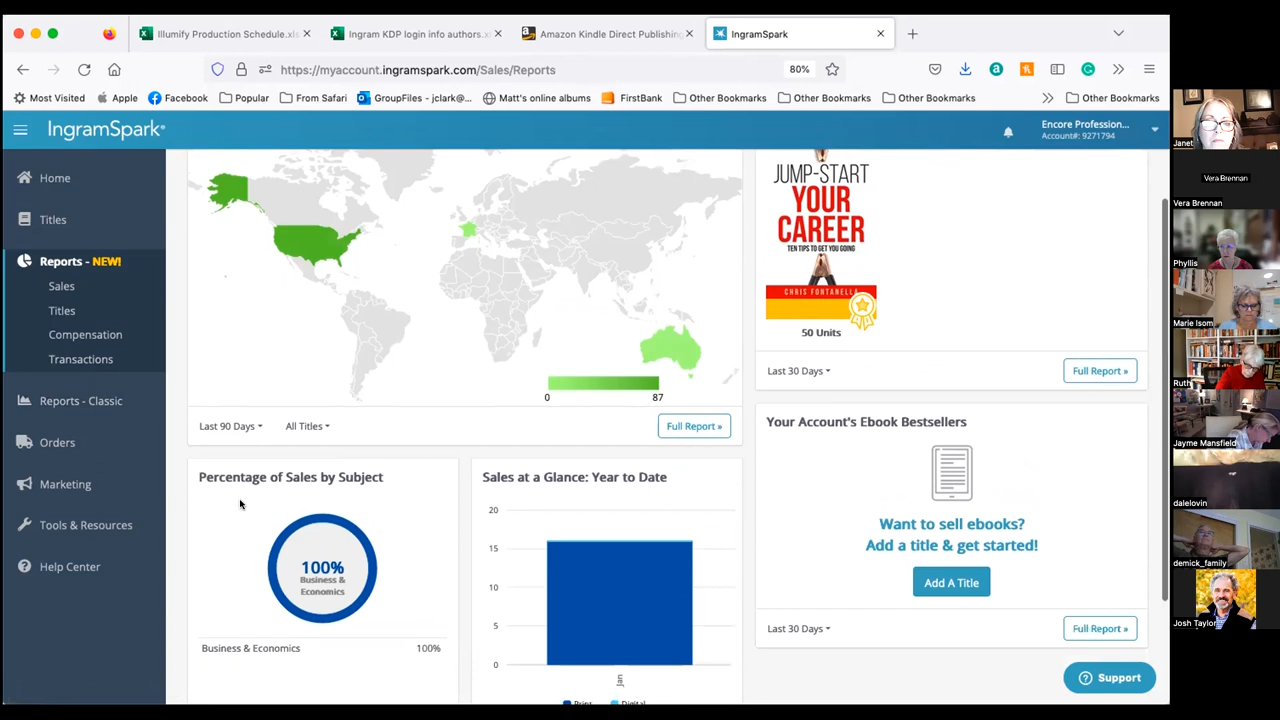 Illumify Production Schedule.xls
Ingram KDP login info authors.x
Amazon Kindle Direct Publishing
IngramSpark
https://myaccount.ingramspark.com/Sales/Reports
80%
Most Visited
Apple
Facebook
Popular
From Safari
GroupFiles - jclark@...
Matt's online albums
FirstBank
Other Bookmarks
Other Bookmarks
Other Bookmarks
Other Bookmarks
IngramSpark®
Encore Profession...
Account#: 9271794
Home
Titles
Reports - NEW!
Sales
Titles
Compensation
Transactions
Reports - Classic
Orders
Marketing
Tools & Resources
Help Center
0
87
Last 90 Days
All Titles
Full Report »
JUMP-START
YOUR
CAREER
TEN TIPS TO GET YOU GOING
CHRIS FONTANELLA
50 Units
Last 30 Days
Full Report »
Percentage of Sales by Subject
100%
Business &
Economics
Business & Economics
100%
Sales at a Glance: Year to Date
20
15
10
5
0
Jan
Print
Digital
Your Account's Ebook Bestsellers
Want to sell ebooks?
Add a title & get started!
Add A Title
Last 30 Days
Full Report »
Support
Janet
Vera Brennan
Vera Brennan
Phyllis
Marie Isom
Ruth
Jayme Mansfield
dalelovin
demick_family
Josh Taylor